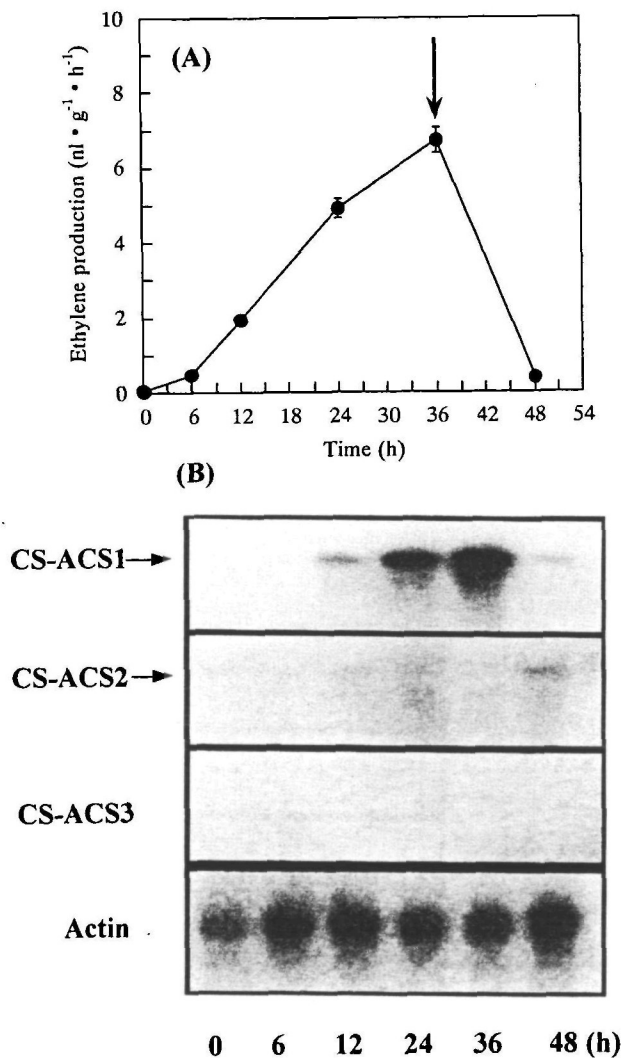 10
(A)
8
6
4
2
0
Ethylene production (nl • g⁻¹ • h⁻¹)
0 6 12 18 24 30 36 42 48 54
Time (h)
(B)
CS-ACS1
CS-ACS2
CS-ACS3
Actin
0 6 12 24 36 48 (h)